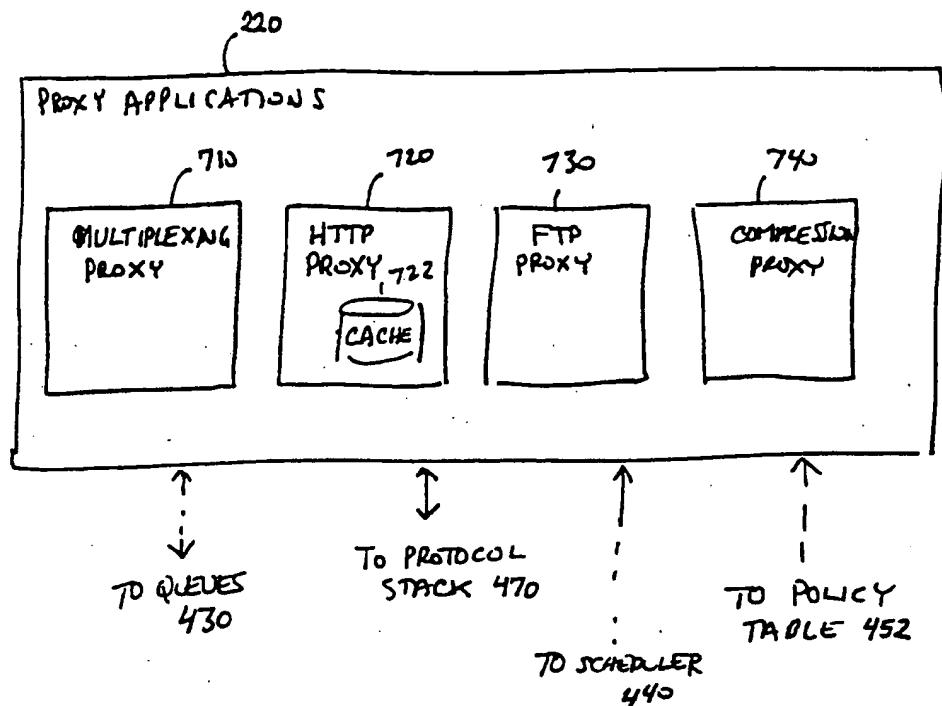 220
PROXY APPLICATIONS
710
720
730
740
MULTIPLEXING
PROXY
HTTP
PROXY
722
CACHE
FTP
PROXY
COMPRESSION
PROXY
TO QUEUES
430
TO PROTOCOL
STACK 470
TO SCHEDULER
440
TO POLICY
TABLE 452